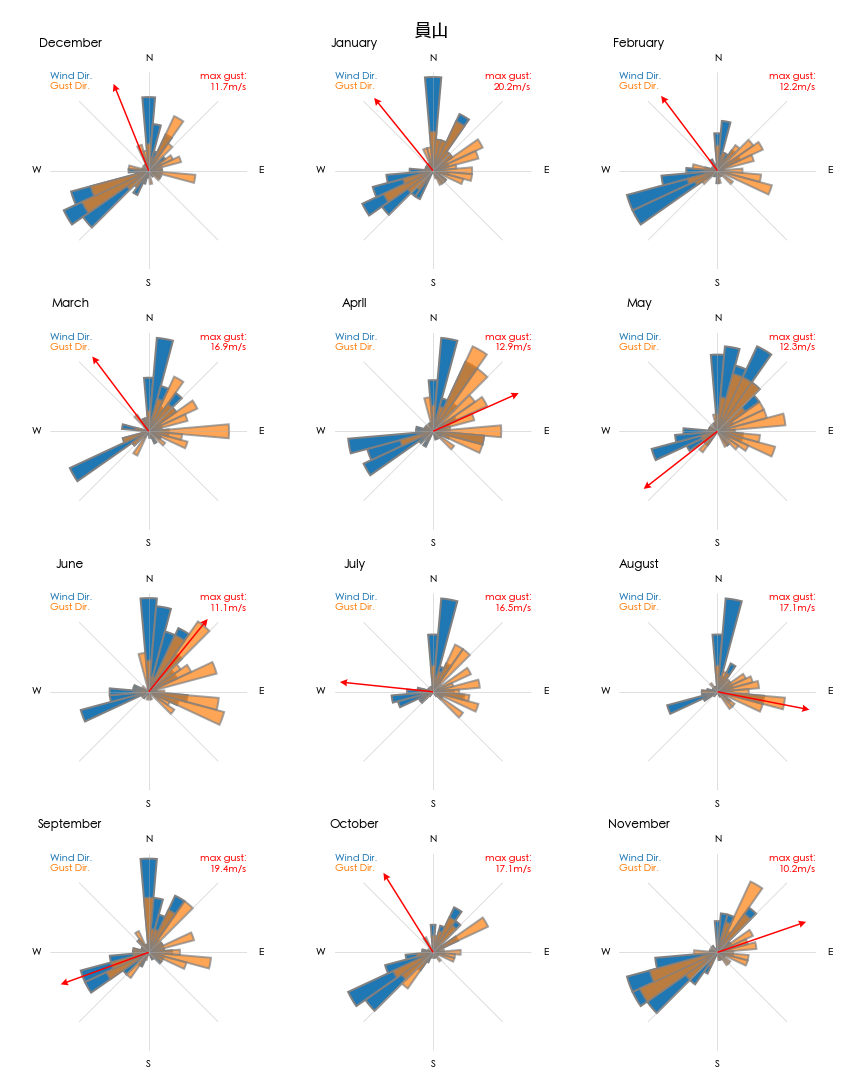 員山
December
N
Wind Dir.
Gust Dir.
max gust:
11.7m/s
W
E
S
January
N
Wind Dir.
Gust Dir.
max gust:
20.2m/s
W
E
S
February
N
Wind Dir.
Gust Dir.
max gust:
12.2m/s
W
E
S
March
N
Wind Dir.
Gust Dir.
max gust:
16.9m/s
W
E
S
April
N
Wind Dir.
Gust Dir.
max gust:
12.9m/s
W
E
S
May
N
Wind Dir.
Gust Dir.
max gust:
12.3m/s
W
E
S
June
N
Wind Dir.
Gust Dir.
max gust:
11.1m/s
W
E
S
July
N
Wind Dir.
Gust Dir.
max gust:
16.5m/s
W
E
S
August
N
Wind Dir.
Gust Dir.
max gust:
17.1m/s
W
E
S
September
N
Wind Dir.
Gust Dir.
max gust:
19.4m/s
W
E
S
October
N
Wind Dir.
Gust Dir.
max gust:
17.1m/s
W
E
S
November
N
Wind Dir.
Gust Dir.
max gust:
10.2m/s
W
E
S